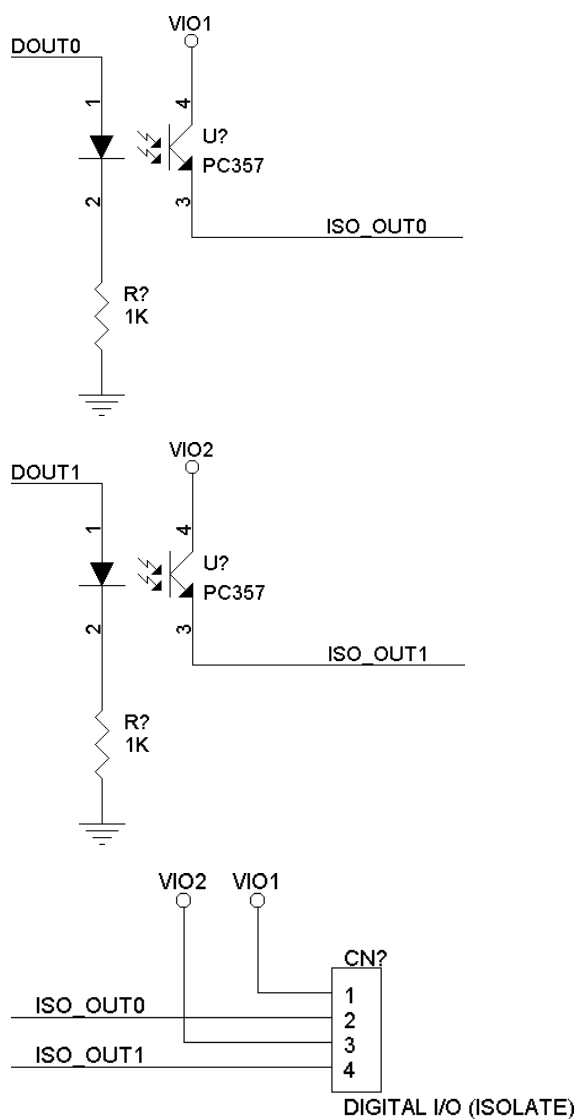 VIO1
DOUT0
1
4
U?
PC357
2
3
ISO_OUT0
R?
1K
VIO2
DOUT1
1
4
U?
PC357
2
3
ISO_OUT1
R?
1K
VIO2 VIO1
CN?
1
ISO_OUT0 2
3
ISO_OUT1 4
DIGITAL I/O (ISOLATE)